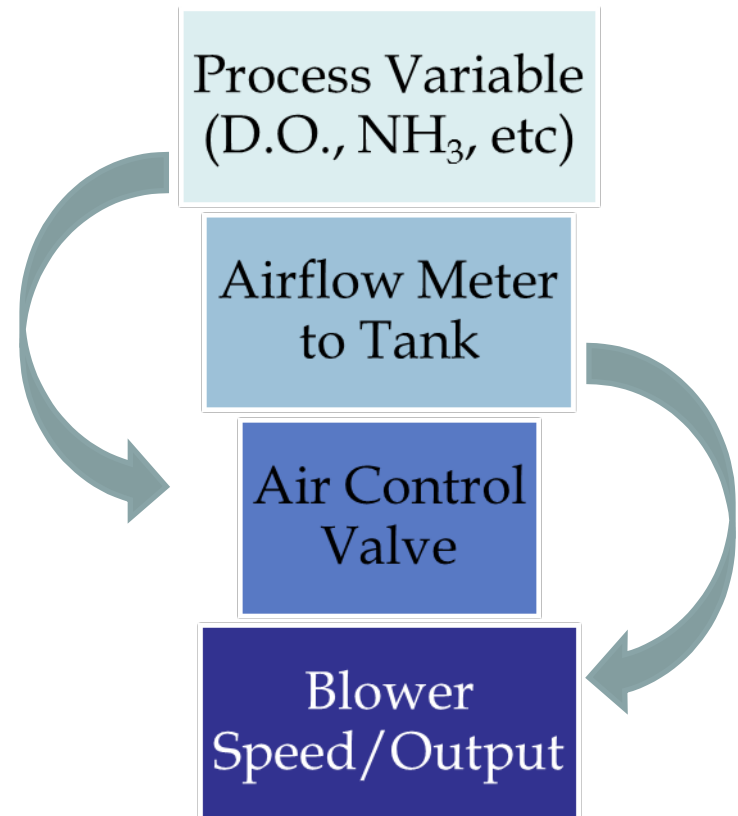 Process Variable
(D.O., NH₃, etc)
Airflow Meter
to Tank
Air Control
Valve
Blower
Speed/Output